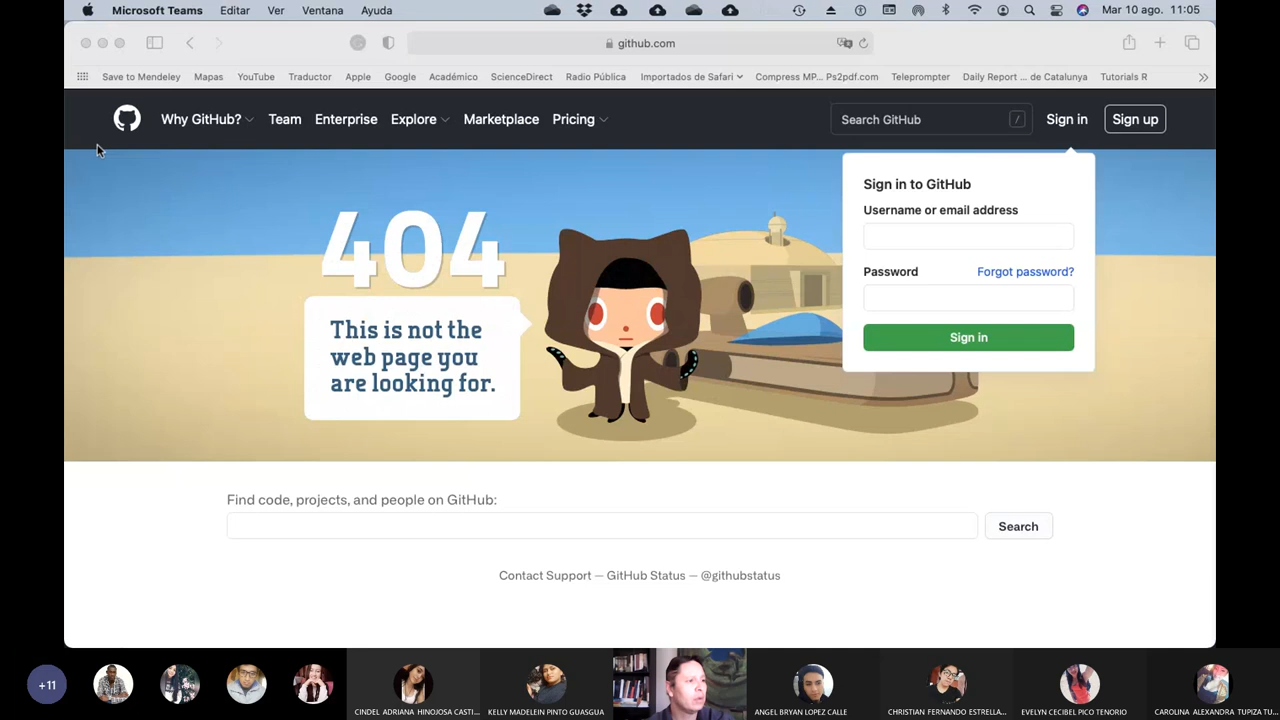 Microsoft Teams Editar Ver Ventana Ayuda Mar 10 ago. 11:05
github.com
Save to Mendeley Mapas YouTube Traductor Apple Google Académico ScienceDirect Radio Pública Importados de Safari Compress MP... Ps2pdf.com Teleprompter Daily Report ... de Catalunya Tutorials R
Why GitHub? Team Enterprise Explore Marketplace Pricing Search GitHub / Sign in Sign up
Sign in to GitHub
Username or email address
Password Forgot password?
Sign in
404
This is not the
web page you
are looking for.
Find code, projects, and people on GitHub:
Search
Contact Support — GitHub Status — @githubstatus
+11
CINDEL ADRIANA HINOJOSA CASTI... KELLY MADELEIN PINTO GUASGUA ANGEL BRYAN LOPEZ CALLE CHRISTIAN FERNANDO ESTRELLA... EVELYN CECIBEL PICO TENORIO CAROLINA ALEXANDRA TUPIZA TU...